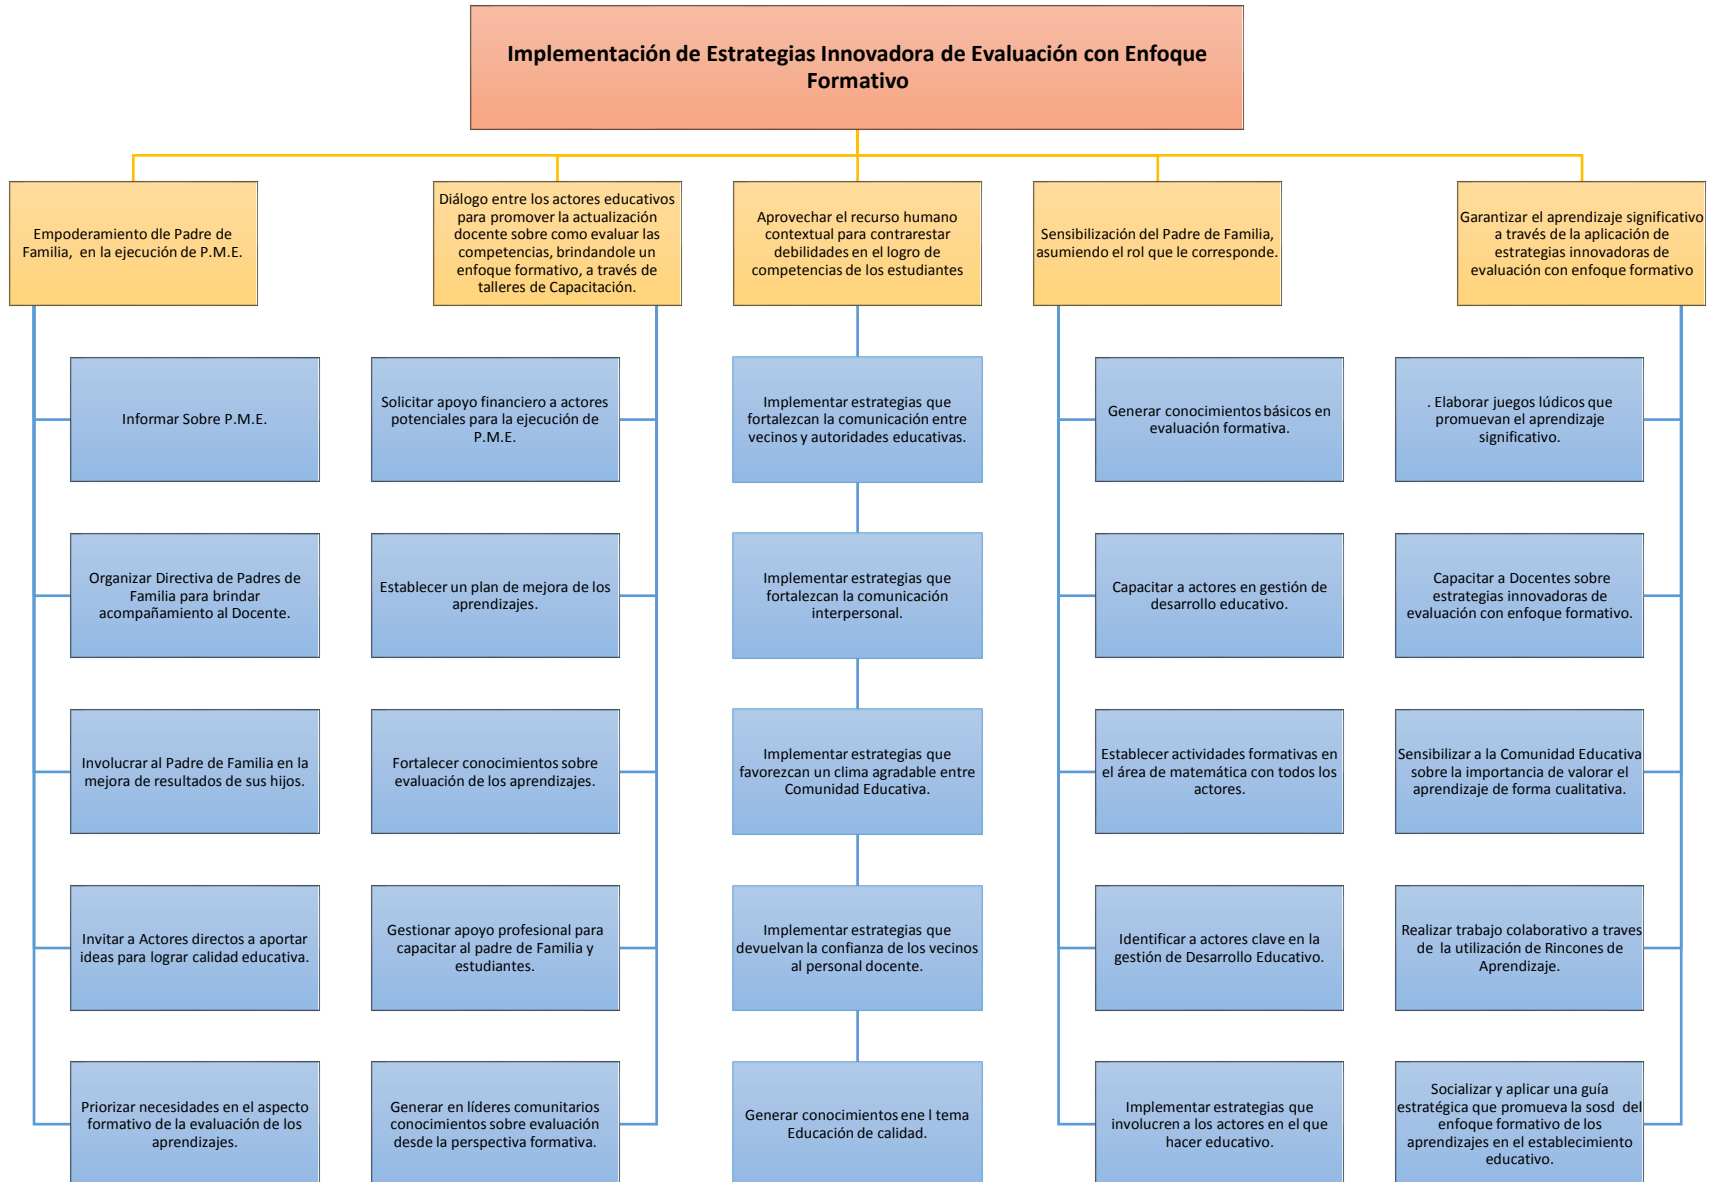 Implementación de Estrategias Innovadora de Evaluación con Enfoque
Formativo
Empoderamiento dle Padre de
Familia, en la ejecución de P.M.E.
Diálogo entre los actores educativos
para promover la actualización
docente sobre como evaluar las
competencias, brindandole un
enfoque formativo, a través de
talleres de Capacitación.
Aprovechar el recurso humano
contextual para contrarestar
debilidades en el logro de
competencias de los estudiantes
Sensibilización del Padre de Familia,
asumiendo el rol que le corresponde.
Garantizar el aprendizaje significativo
a través de la aplicación de
estrategias innovadoras de
evaluación con enfoque formativo
Informar Sobre P.M.E.
Solicitar apoyo financiero a actores
potenciales para la ejecución de
P.M.E.
Implementar estrategias que
fortalezcan la comunicación entre
vecinos y autoridades educativas.
Generar conocimientos básicos en
evaluación formativa.
. Elaborar juegos lúdicos que
promuevan el aprendizaje
significativo.
Organizar Directiva de Padres de
Familia para brindar
acompañamiento al Docente.
Establecer un plan de mejora de los
aprendizajes.
Implementar estrategias que
fortalezcan la comunicación
interpersonal.
Capacitar a actores en gestión de
desarrollo educativo.
Capacitar a Docentes sobre
estrategias innovadoras de
evaluación con enfoque formativo.
Involucrar al Padre de Familia en la
mejora de resultados de sus hijos.
Fortalecer conocimientos sobre
evaluación de los aprendizajes.
Implementar estrategias que
favorezcan un clima agradable entre
Comunidad Educativa.
Establecer actividades formativas en
el área de matemática con todos los
actores.
Sensibilizar a la Comunidad Educativa
sobre la importancia de valorar el
aprendizaje de forma cualitativa.
Invitar a Actores directos a aportar
ideas para lograr calidad educativa.
Gestionar apoyo profesional para
capacitar al padre de Familia y
estudiantes.
Implementar estrategias que
devuelvan la confianza de los vecinos
al personal docente.
Identificar a actores clave en la
gestión de Desarrollo Educativo.
Realizar trabajo colaborativo a traves
de la utilización de Rincones de
Aprendizaje.
Priorizar necesidades en el aspecto
formativo de la evaluación de los
aprendizajes.
Generar en líderes comunitarios
conocimientos sobre evaluación
desde la perspectiva formativa.
Generar conocimientos ene l tema
Educación de calidad.
Implementar estrategias que
involucren a los actores en el que
hacer educativo.
Socializar y aplicar una guía
estratégica que promueva la sosd del
enfoque formativo de los
aprendizajes en el establecimiento
educativo.